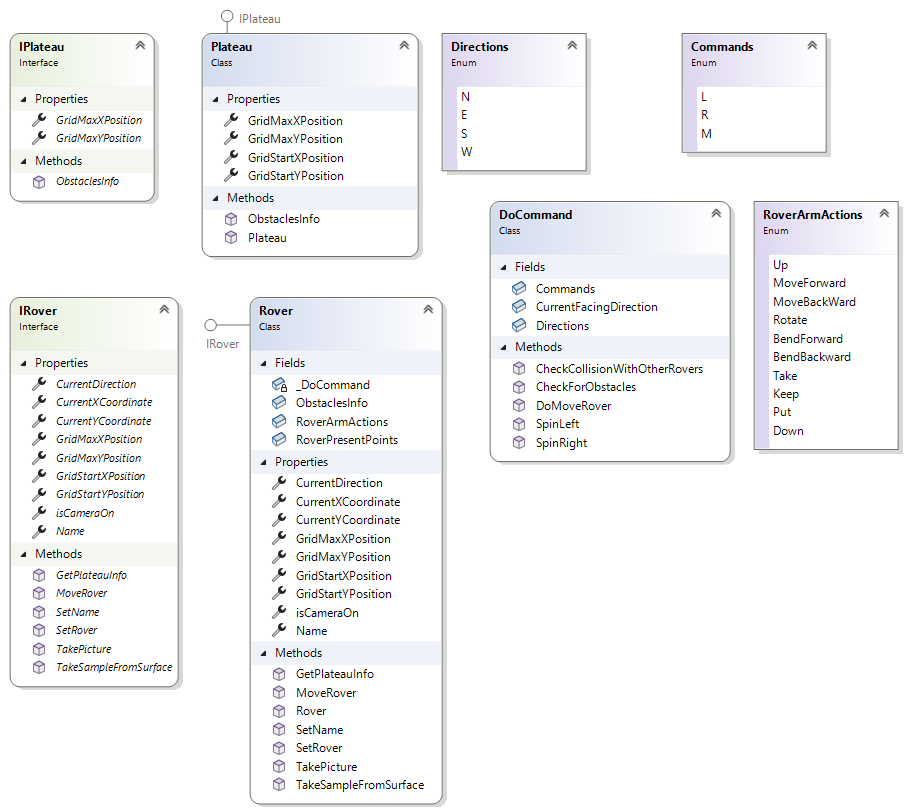 IPlateau
IPlateau
Interface
Properties
GridMaxXPosition
GridMaxYPosition
Methods
ObstaclesInfo
Plateau
Class
Properties
GridMaxXPosition
GridMaxYPosition
GridStartXPosition
GridStartYPosition
Methods
ObstaclesInfo
Plateau
Directions
Enum
N
E
S
W
Commands
Enum
L
R
M
DoCommand
Class
Fields
Commands
CurrentFacingDirection
Directions
Methods
CheckCollisionWithOtherRovers
CheckForObstacles
DoMoveRover
SpinLeft
SpinRight
RoverArmActions
Enum
Up
MoveForward
MoveBackWard
Rotate
BendForward
BendBackward
Take
Keep
Put
Down
IRover
Interface
Properties
CurrentDirection
CurrentXCoordinate
CurrentYCoordinate
GridMaxXPosition
GridMaxYPosition
GridStartXPosition
GridStartYPosition
isCameraOn
Name
Methods
GetPlateauInfo
MoveRover
SetName
SetRover
TakePicture
TakeSampleFromSurface
IRover
Rover
Class
Fields
_DoCommand
ObstaclesInfo
RoverArmActions
RoverPresentPoints
Properties
CurrentDirection
CurrentXCoordinate
CurrentYCoordinate
GridMaxXPosition
GridMaxYPosition
GridStartXPosition
GridStartYPosition
isCameraOn
Name
Methods
GetPlateauInfo
MoveRover
Rover
SetName
SetRover
TakePicture
TakeSampleFromSurface